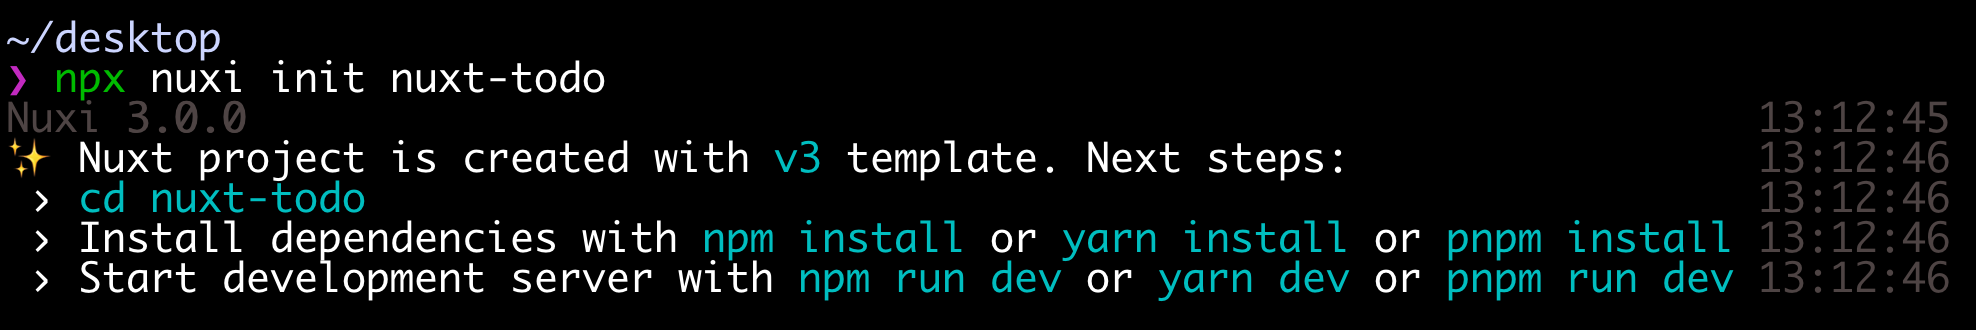 ~/desktop
❯ npx nuxi init nuxt-todo
Nuxi 3.0.0 13:12:45
✨ Nuxt project is created with v3 template. Next steps: 13:12:46
› cd nuxt-todo 13:12:46
› Install dependencies with npm install or yarn install or pnpm install 13:12:46
› Start development server with npm run dev or yarn dev or pnpm run dev 13:12:46